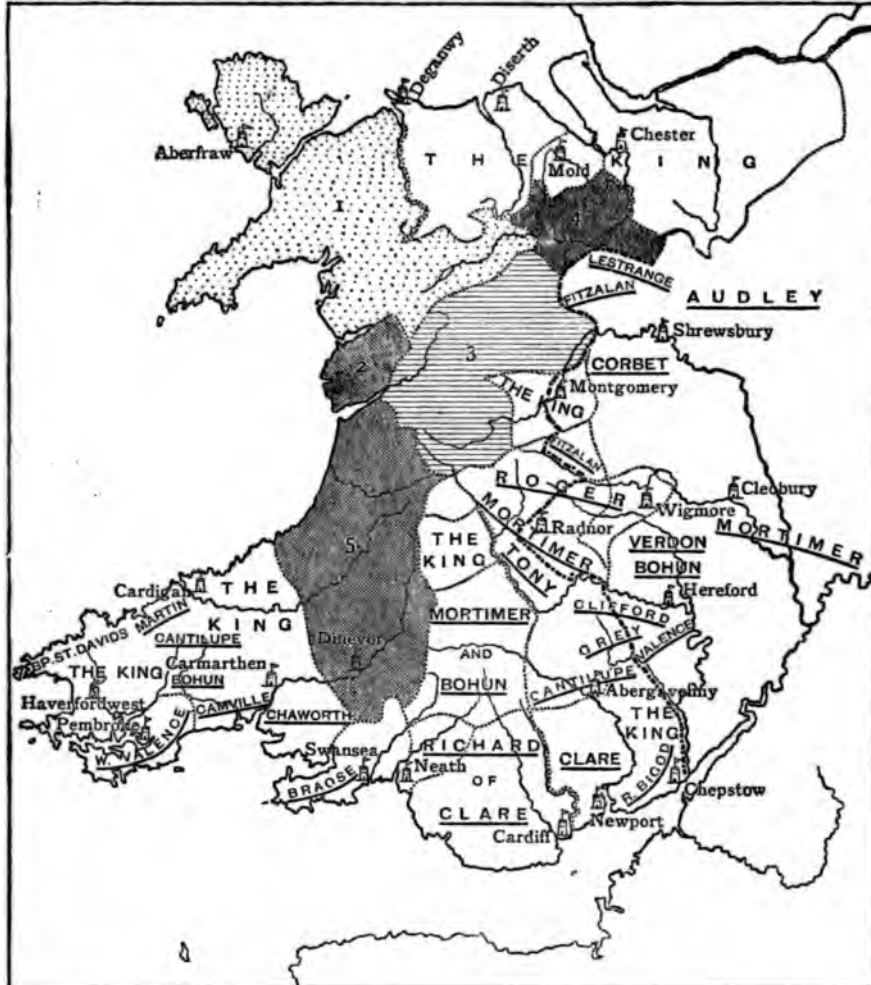 Deganwy
Diserth
Chester
Aberfraw
THE KING
Mold
1
4
LESTRANGE
FITZALAN
AUDLEY
Shrewsbury
2
3
CORBET
THE KING
Montgomery
FITZALAN
ROGER
MORTIMER
Cleobury
Wigmore
Radnor
MORTIMER
5
THE
KING
TONY
VERDON
BOHUN
Hereford
Cardigan
THE
KING
MORTIMER
CLIFFORD
GREY
BP. ST. DAVIDS
MARTIN
CANTILUPE
Dinevor
AND
VALENCE
THE KING
Carmarthen
BOHUN
BOHUN
CANTILUPE
Abergavenny
Haverfordwest
Pembroke
CAMVILLE
CHAWORTH
THE
KING
W. VALENCE
Swansea
RICHARD
CLARE
R. BIGOD
BRAOSE
Neath
OF
Chepstow
CLARE
Newport
Cardiff